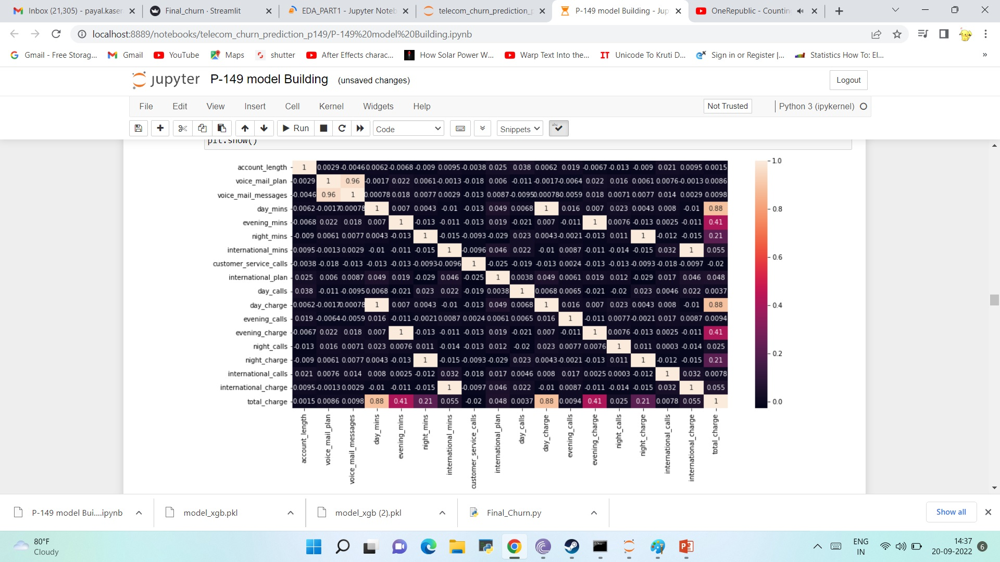 Inbox (21,305) - payal.kaser
Final_churn · Streamlit
EDA_PART1 - Jupyter Noteb
telecom_churn_prediction_p
P-149 model Building - Jup
OneRepublic - Countin
localhost:8889/notebooks/telecom_churn_prediction_p149/P-149%20model%20Building.ipynb
Gmail - Free Storag...
Gmail
YouTube
Maps
shutter
After Effects charac...
How Solar Power W...
Warp Text Into the...
Unicode To Kruti D...
Sign in or Register |...
Statistics How To: El...
»
jupyter P-149 model Building (unsaved changes)
Logout
File Edit View Insert Cell Kernel Widgets Help
Not Trusted
Python 3 (ipykernel)
Run
Code
Snippets
abc
plt.show()
account_length 1 0.0029 -0.0046 0.0062 -0.0068 -0.009 0.0095 -0.0038 0.025 0.038 0.0062 0.019 -0.0067 -0.013 -0.009 0.021 0.0095 0.0015
voice_mail_plan 0.0029 1 0.96 -0.0017 0.022 0.0061 -0.0013 -0.018 0.006 -0.011 -0.0017 -0.0064 0.022 0.016 0.0061 0.0076 -0.0013 0.0086
voice_mail_messages -0.0046 0.96 1 0.00078 0.018 0.0077 0.0029 -0.013 0.0087 -0.0095 0.00078 -0.0059 0.018 0.0071 0.0077 0.014 0.0029 0.0098
day_mins 0.0062 -0.0017 0.00078 1 0.007 0.0043 -0.01 -0.013 0.049 0.0068 1 0.016 0.007 0.023 0.0043 0.008 -0.01 0.88
evening_mins -0.0068 0.022 0.018 0.007 1 -0.013 -0.011 -0.013 0.019 -0.021 0.007 -0.011 1 0.0076 -0.013 0.0025 -0.011 0.41
night_mins -0.009 0.0061 0.0077 0.0043 -0.013 1 -0.015 -0.0093 -0.029 0.023 0.0043 -0.0021 -0.013 0.011 1 -0.012 -0.015 0.21
international_mins 0.0095 -0.0013 0.0029 -0.01 -0.011 -0.015 1 -0.0096 0.046 0.022 -0.01 0.0087 -0.011 -0.014 -0.015 0.032 1 0.055
customer_service_calls -0.0038 -0.018 -0.013 -0.013 -0.013 -0.0093 -0.0096 1 -0.025 -0.019 -0.013 0.0024 -0.013 -0.013 -0.0093 -0.018 -0.0097 -0.02
international_plan 0.025 0.006 0.0087 0.049 0.019 -0.029 0.046 -0.025 1 0.0038 0.049 0.0061 0.019 0.012 -0.029 0.017 0.046 0.048
day_calls 0.038 -0.011 -0.0095 0.0068 -0.021 0.023 0.022 -0.019 0.0038 1 0.0068 0.0065 -0.021 -0.02 0.023 0.0046 0.022 0.0037
day_charge 0.0062 -0.0017 0.00078 1 0.007 0.0043 -0.01 -0.013 0.049 0.0068 1 0.016 0.007 0.023 0.0043 0.008 -0.01 0.88
evening_calls 0.019 -0.0064 -0.0059 0.016 -0.011 -0.0021 0.0087 0.0024 0.0061 0.0065 0.016 1 -0.011 0.0077 -0.0021 0.017 0.0087 0.0094
evening_charge -0.0067 0.022 0.018 0.007 1 -0.013 -0.011 -0.013 0.019 -0.021 0.007 -0.011 1 0.0076 -0.013 0.0025 -0.011 0.41
night_calls -0.013 0.016 0.0071 0.023 0.0076 0.011 -0.014 -0.013 0.012 -0.02 0.023 0.0077 0.0076 1 0.011 0.0003 -0.014 0.025
night_charge -0.009 0.0061 0.0077 0.0043 -0.013 1 -0.015 -0.0093 -0.029 0.023 0.0043 -0.0021 -0.013 0.011 1 -0.012 -0.015 0.21
international_calls 0.021 0.0076 0.014 0.008 0.0025 -0.012 0.032 -0.018 0.017 0.0046 0.008 0.017 0.0025 0.0003 -0.012 1 0.032 0.0078
international_charge 0.0095 -0.0013 0.0029 -0.01 -0.011 -0.015 1 -0.0097 0.046 0.022 -0.01 0.0087 -0.011 -0.014 -0.015 0.032 1 0.055
total_charge 0.0015 0.0086 0.0098 0.88 0.41 0.21 0.055 -0.02 0.048 0.0037 0.88 0.0094 0.41 0.025 0.21 0.0078 0.055 1
account_length
voice_mail_plan
voice_mail_messages
day_mins
evening_mins
night_mins
international_mins
customer_service_calls
international_plan
day_calls
day_charge
evening_calls
evening_charge
night_calls
night_charge
international_calls
international_charge
total_charge
1.0
0.8
0.6
0.4
0.2
0.0
P-149 model Bui....ipynb
model_xgb.pkl
model_xgb (2).pkl
Final_Churn.py
Show all
80°F
Cloudy
ENG
IN
14:37
20-09-2022
6